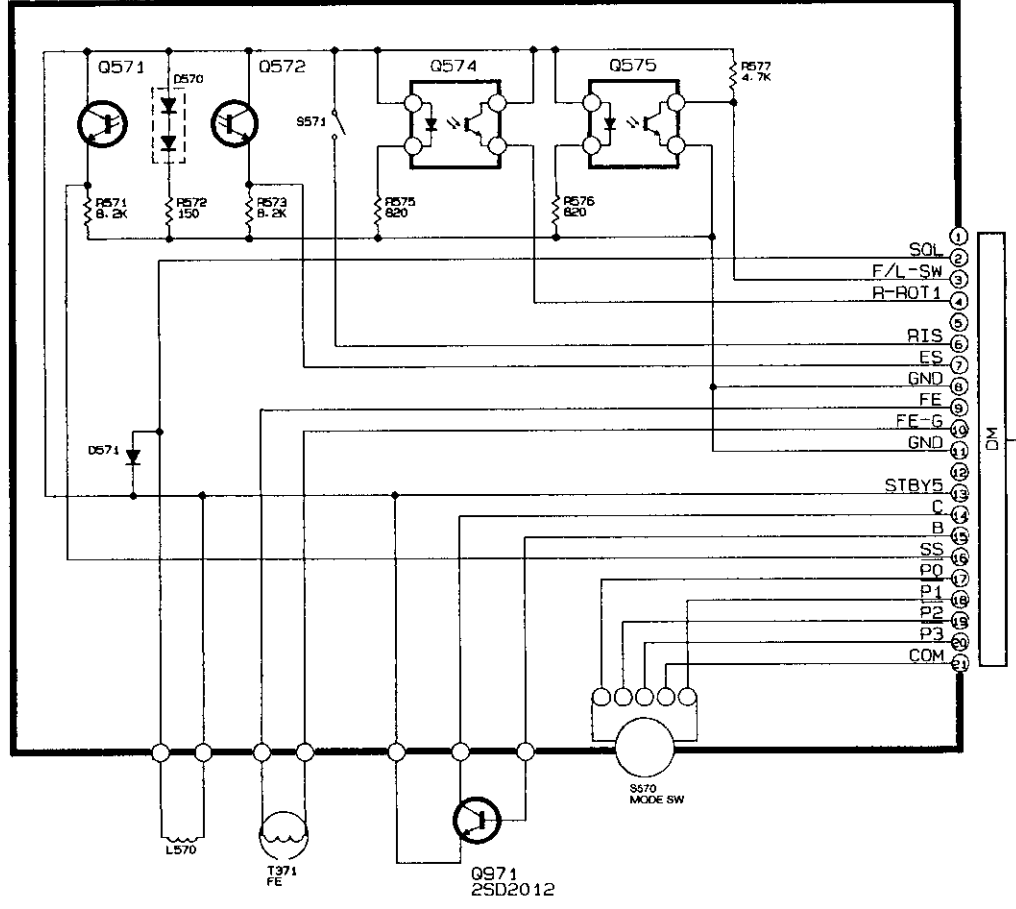 Q571
D570
Q572
Q574
Q575
R577
4.7K
S571
R571
8.2K
R572
150
R573
8.2K
R575
820
R576
820
1
SOL 2
F/L-SW 3
R-ROT1 4
5
RIS 6
ES 7
GND 8
FE 9
FE-G 10
GND 11
12
STBY5 13
C 14
B 15
SS 16
P0 17
P1 18
P2 19
P3 20
COM 21
DM
D571
S570
MODE SW
L570
T371
FE
Q971
2SD2012